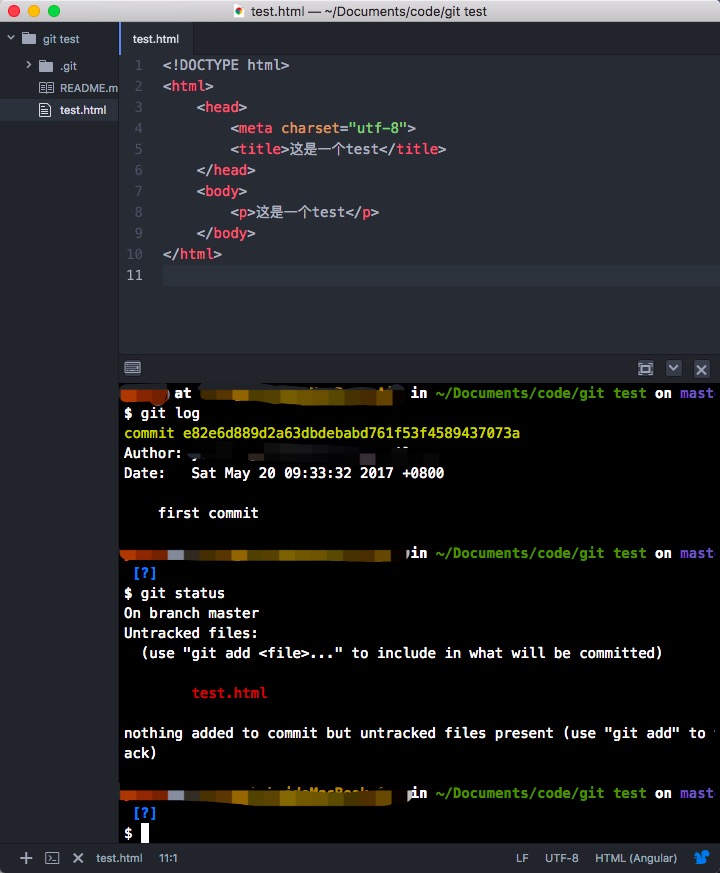 test.html — ~/Documents/code/git test
git test
.git
README.m
test.html
test.html
1 <!DOCTYPE html>
2 <html>
3 <head>
4 <meta charset="utf-8">
5 <title>这是一个test</title>
6 </head>
7 <body>
8 <p>这是一个test</p>
9 </body>
10 </html>
11
at in ~/Documents/code/git test on mast
$ git log
commit e82e6d889d2a63dbdebabd761f53f4589437073a
Author:
Date: Sat May 20 09:33:32 2017 +0800
first commit
in ~/Documents/code/git test on mast
[?]
$ git status
On branch master
Untracked files:
(use "git add <file>..." to include in what will be committed)
test.html
nothing added to commit but untracked files present (use "git add" to
ack)
in ~/Documents/code/git test on mast
[?]
$
test.html 11:1 LF UTF-8 HTML (Angular)